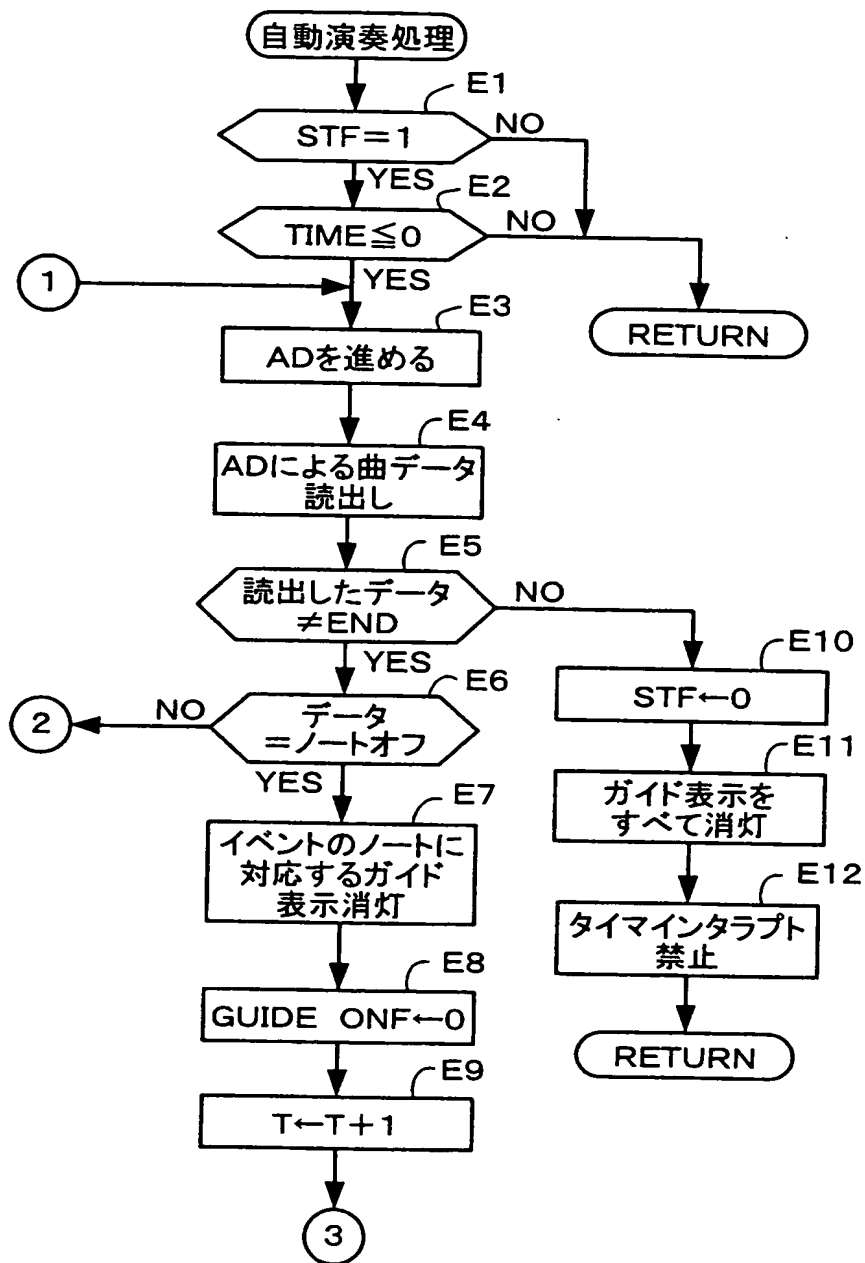 自動演奏処理
E1
STF＝1
NO
YES
E2
TIME≦0
NO
YES
1
E3
ADを進める
RETURN
E4
ADによる曲データ
読出し
E5
読出したデータ
≠END
NO
YES
E6
データ
＝ノートオフ
NO
2
YES
E7
イベントのノートに
対応するガイド
表示消灯
E8
GUIDE ONF←0
E9
T←T＋1
3
E10
STF←0
E11
ガイド表示を
すべて消灯
E12
タイマインタラプト
禁止
RETURN